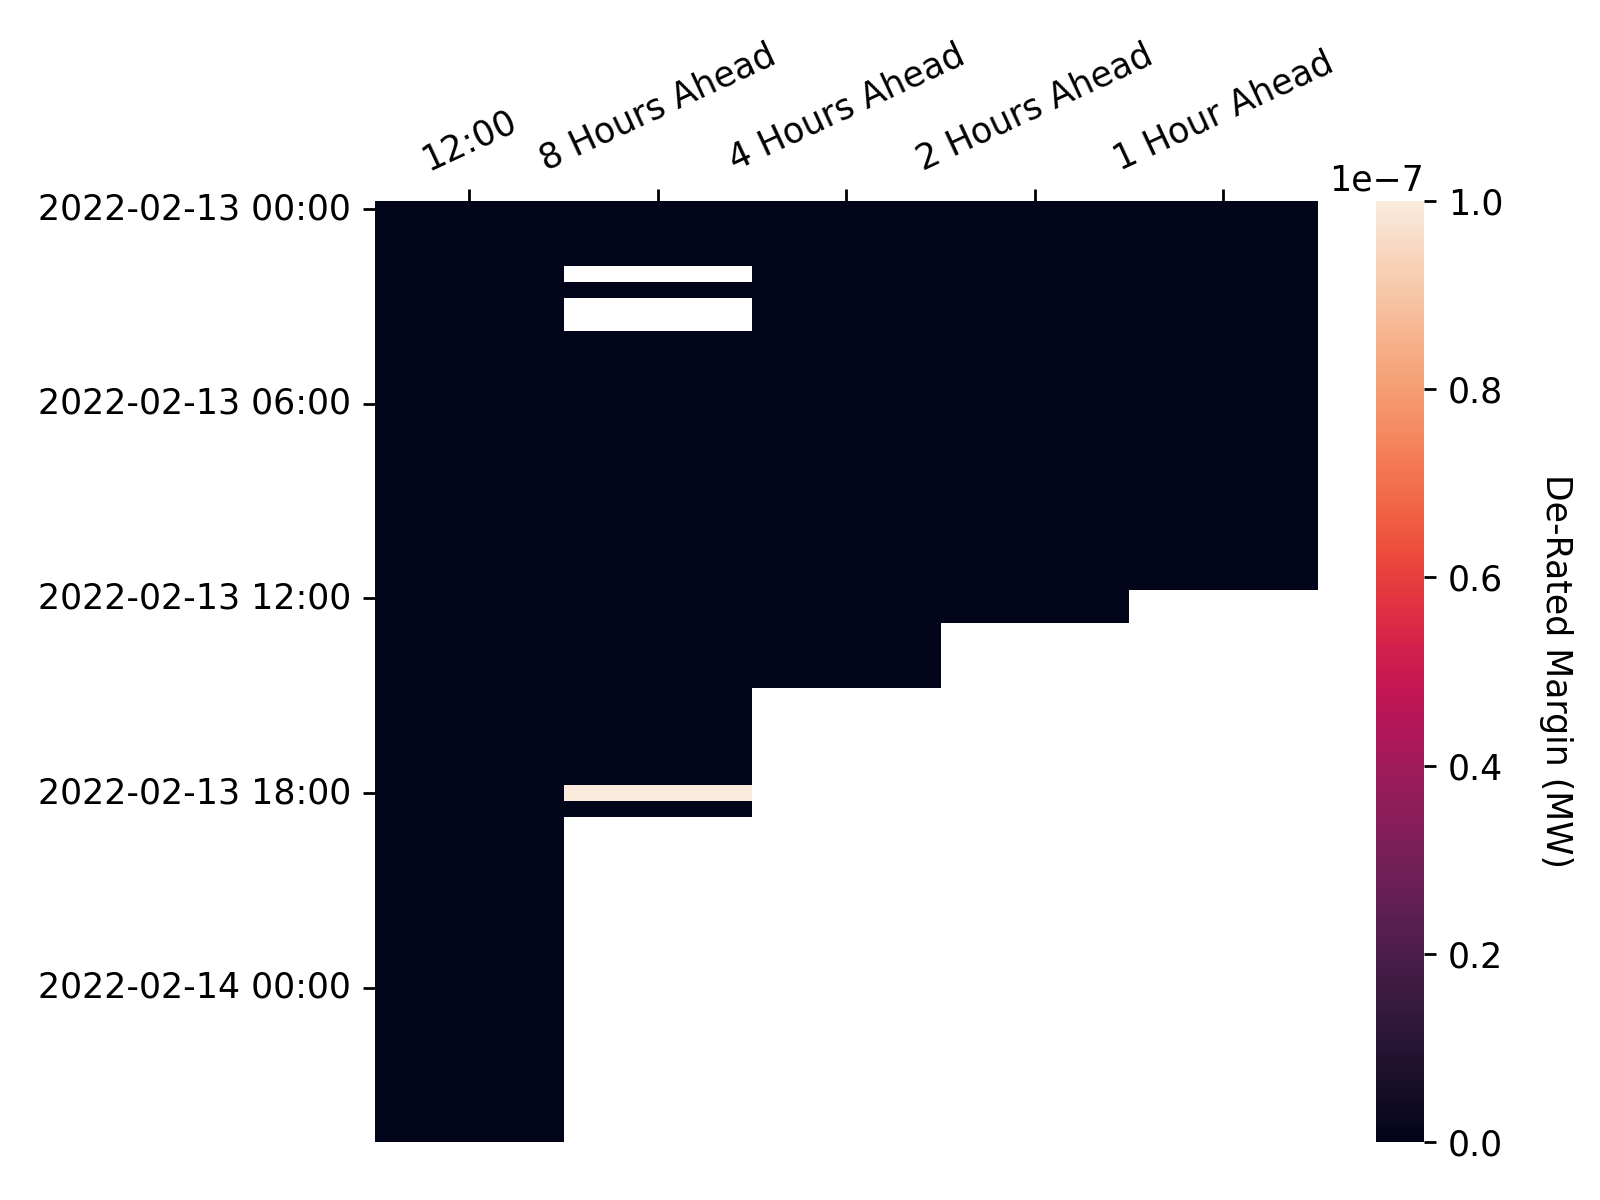 12:00
8 Hours Ahead
4 Hours Ahead
2 Hours Ahead
1 Hour Ahead
2022-02-13 00:00
2022-02-13 06:00
2022-02-13 12:00
2022-02-13 18:00
2022-02-14 00:00
1e−7
1.0
0.8
0.6
0.4
0.2
0.0
De-Rated Margin (MW)